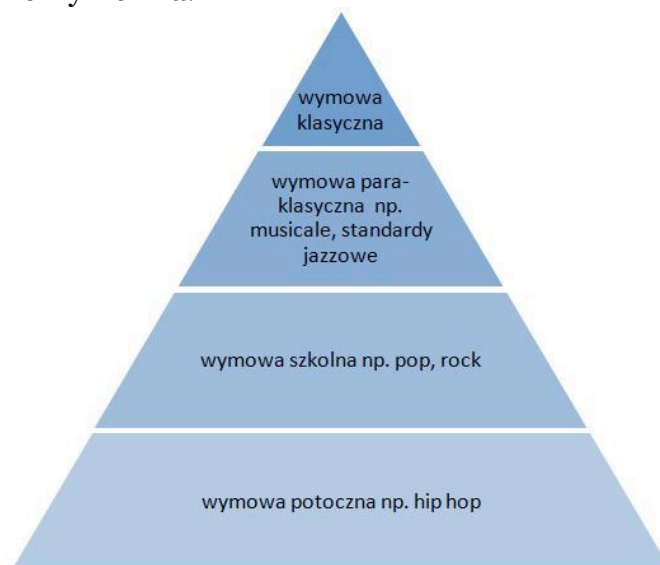 wymowa
klasyczna
wymowa para-
klasyczna np.
musicale, standardy
jazzowe
wymowa szkolna np. pop, rock
wymowa potoczna np. hip hop